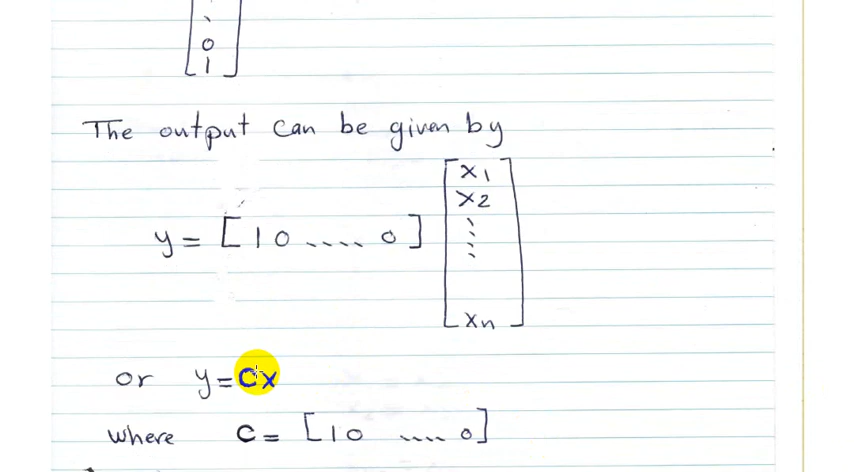 0
1
The output can be given by
x1
x2
y = [1 0 .... 0]
xn
or y = cx
where c = [1 0 .... 0]